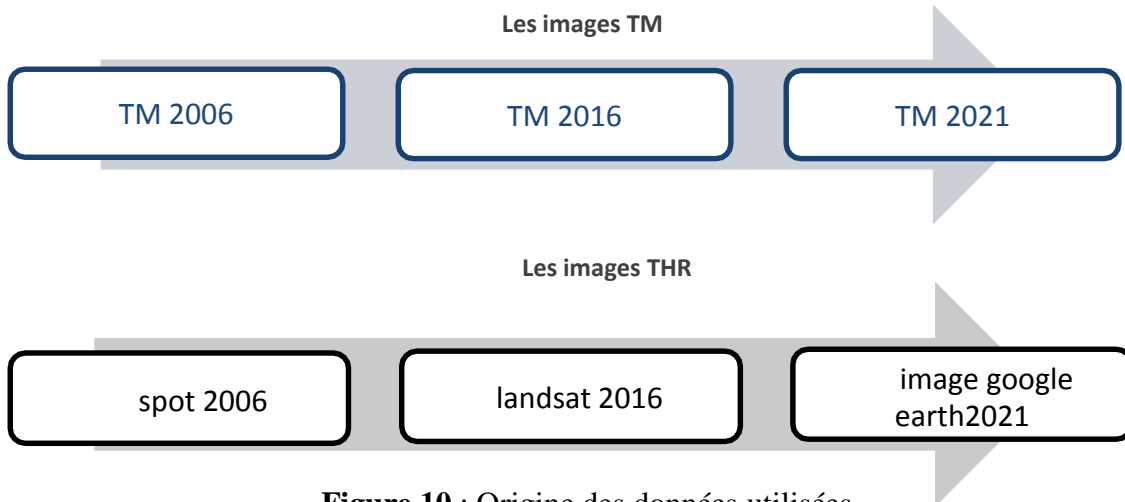 Les images TM
TM 2006
TM 2016
TM 2021
Les images THR
spot 2006
landsat 2016
image google
earth2021
Figure 10 : Origine des données utilisées